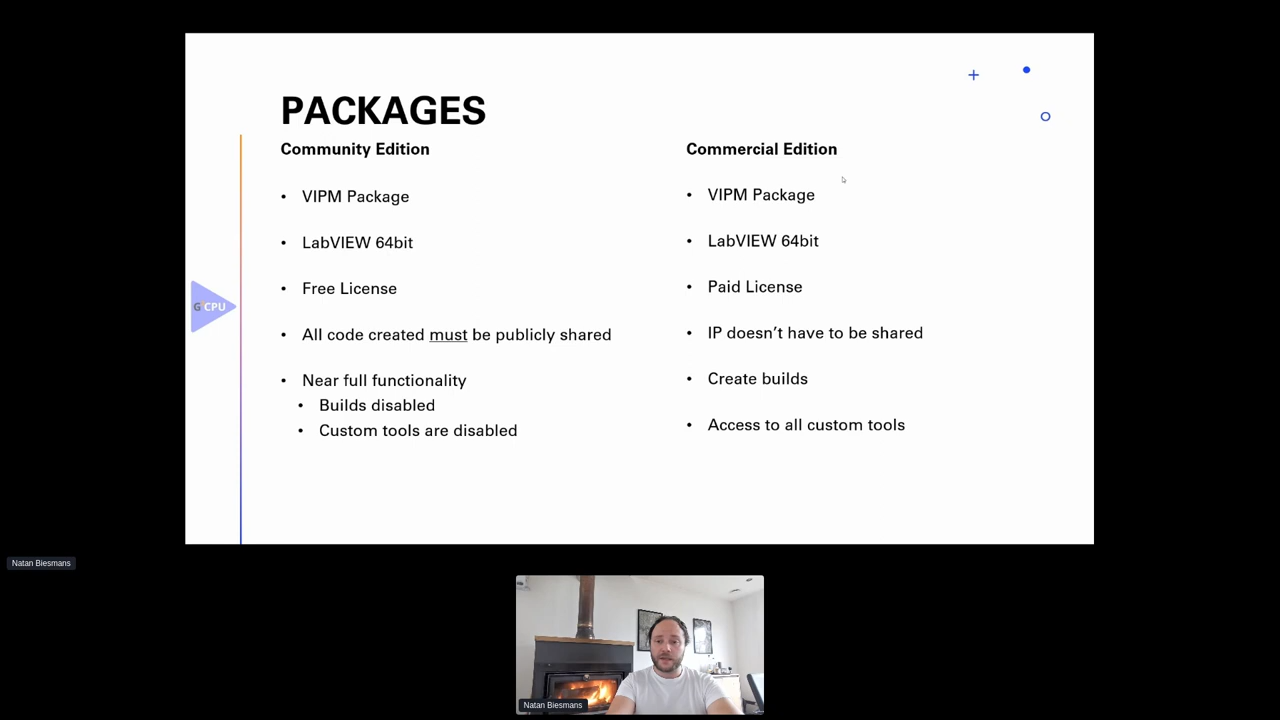 PACKAGES
Community Edition
• VIPM Package
• LabVIEW 64bit
• Free License
• All code created must be publicly shared
• Near full functionality
• Builds disabled
• Custom tools are disabled
Commercial Edition
• VIPM Package
• LabVIEW 64bit
• Paid License
• IP doesn’t have to be shared
• Create builds
• Access to all custom tools
G²CPU
Natan Biesmans
Natan Biesmans